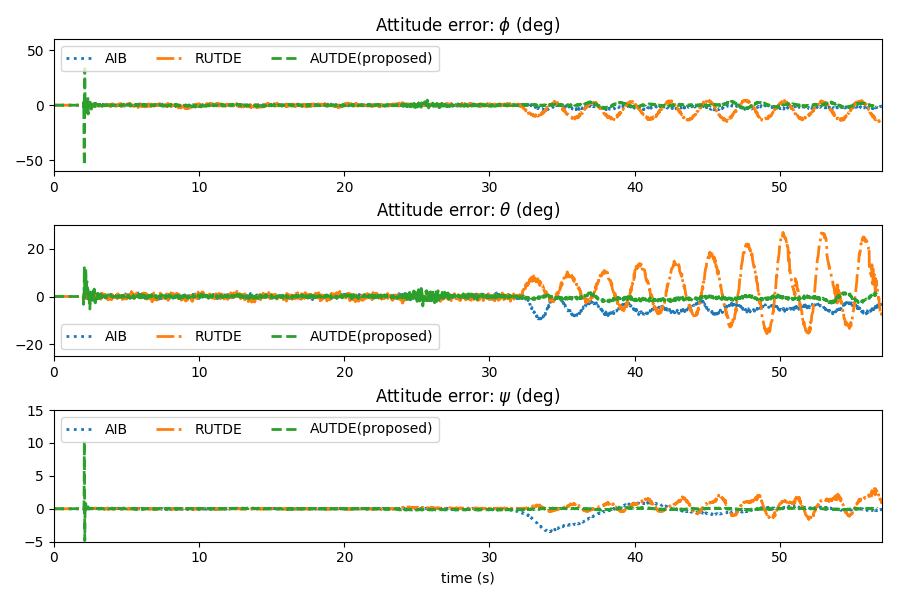 Attitude error: ϕ (deg)
50
0
−50
AIB RUTDE AUTDE(proposed)
0 10 20 30 40 50
Attitude error: θ (deg)
20
0
−20
AIB RUTDE AUTDE(proposed)
0 10 20 30 40 50
Attitude error: ψ (deg)
15
10
5
0
−5
AIB RUTDE AUTDE(proposed)
0 10 20 30 40 50
time (s)